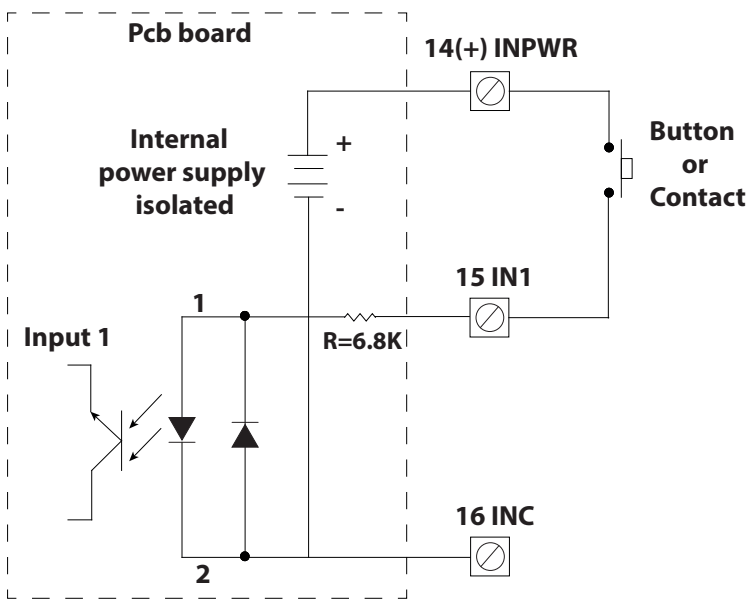 Pcb board
14(+) INPWR
Internal
power supply
isolated
+
-
Button
or
Contact
15 IN1
1
R=6.8K
Input 1
16 INC
2